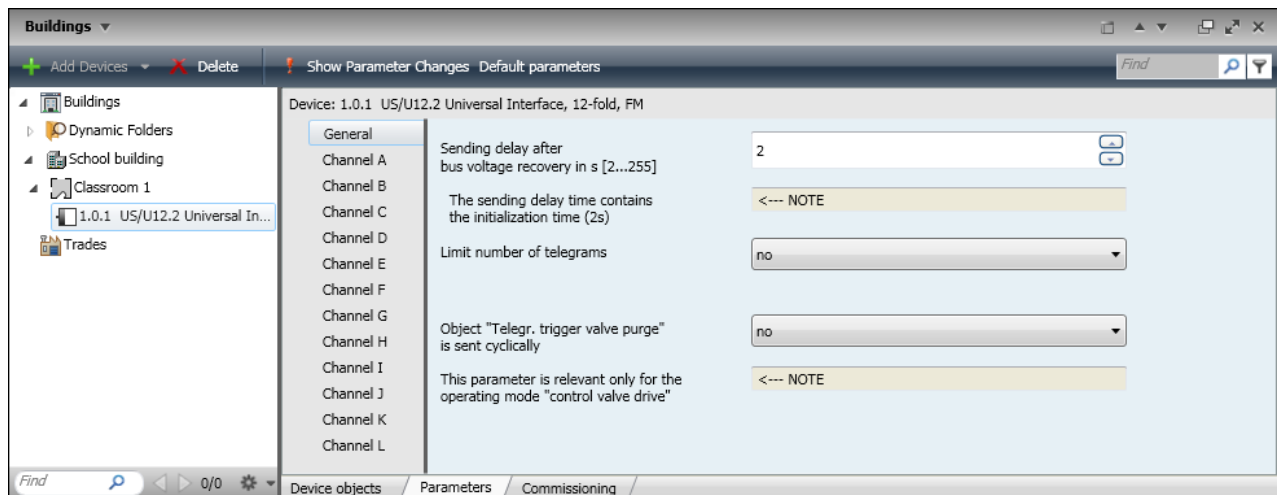 Buildings
Add Devices
Delete
Show Parameter Changes
Default parameters
Find
Buildings
Dynamic Folders
School building
Classroom 1
1.0.1 US/U12.2 Universal In...
Trades
Find
0/0
Device: 1.0.1 US/U12.2 Universal Interface, 12-fold, FM
General
Channel A
Channel B
Channel C
Channel D
Channel E
Channel F
Channel G
Channel H
Channel I
Channel J
Channel K
Channel L
Sending delay after
bus voltage recovery in s [2...255]
2
The sending delay time contains
the initialization time (2s)
<--- NOTE
Limit number of telegrams
no
Object "Telegr. trigger valve purge"
is sent cyclically
no
This parameter is relevant only for the
operating mode "control valve drive"
<--- NOTE
Device objects
Parameters
Commissioning